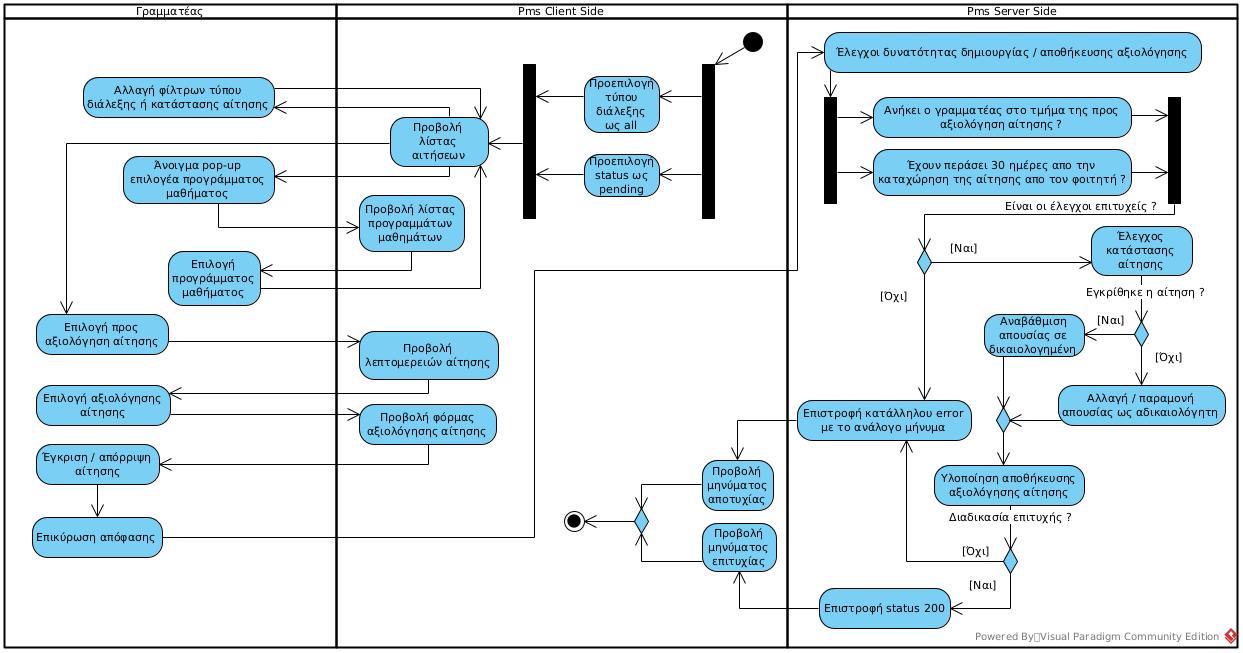 Γραμματέας
Pms Client Side
Pms Server Side
Αλλαγή φίλτρων τύπου
διάλεξης ή κατάστασης αίτησης
Άνοιγμα pop-up
επιλογέα προγράμματος
μαθήματος
Επιλογή
προγράμματος
μαθήματος
Επιλογή προς
αξιολόγηση αίτησης
Επιλογή αξιολόγησης
αίτησης
Έγκριση / απόρριψη
αίτησης
Επικύρωση απόφασης
Προεπιλογή
τύπου
διάλεξης
ως all
Προεπιλογή
status ως
pending
Προβολή
λίστας
αιτήσεων
Προβολή λίστας
προγραμμάτων
μαθημάτων
Προβολή
λεπτομερειών αίτησης
Προβολή φόρμας
αξιολόγησης αίτησης
Προβολή
μηνύματος
αποτυχίας
Προβολή
μηνύματος
επιτυχίας
Έλεγχοι δυνατότητας δημιουργίας / αποθήκευσης αξιολόγησης
Ανήκει ο γραμματέας στο τμήμα της προς
αξιολόγηση αίτησης ?
Έχουν περάσει 30 ημέρες απο την
καταχώρηση της αίτησης απο τον φοιτητή ?
Είναι οι έλεγχοι επιτυχείς ?
[Ναι]
[Όχι]
Έλεγχος
κατάστασης
αίτησης
Εγκρίθηκε η αίτηση ?
[Ναι]
[Όχι]
Αναβάθμιση
απουσίας σε
δικαιολογημένη
Αλλαγή / παραμονή
απουσίας ως αδικαιολόγητη
Επιστροφή κατάλληλου error
με το ανάλογο μήνυμα
Υλοποίηση αποθήκευσης
αξιολόγησης αίτησης
Διαδικασία επιτυχής ?
[Όχι]
[Ναι]
Επιστροφή status 200
Powered By Visual Paradigm Community Edition